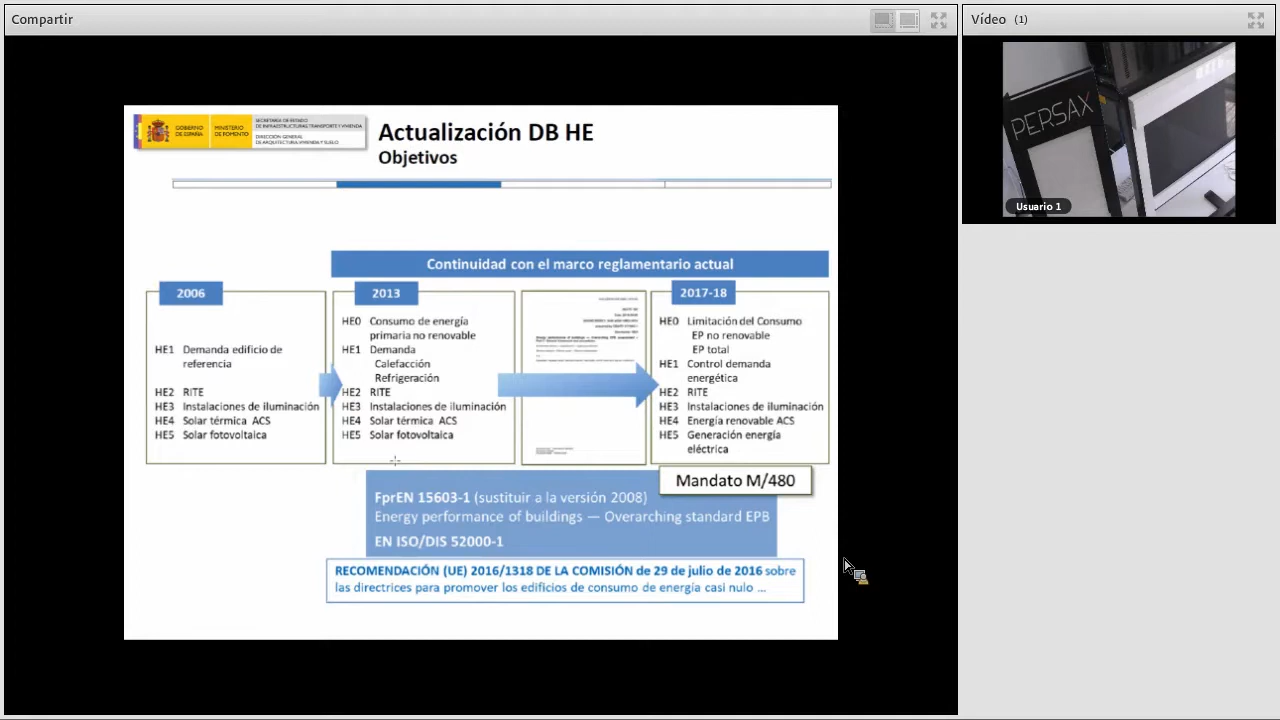 Compartir
Vídeo (1)
PERSAX
Usuario 1
GOBIERNO
DE ESPAÑA
MINISTERIO
DE FOMENTO
SECRETARÍA DE ESTADO
DE INFRAESTRUCTURAS, TRANSPORTE Y VIVIENDA
DIRECCIÓN GENERAL
DE ARQUITECTURA, VIVIENDA Y SUELO
Actualización DB HE
Objetivos
Continuidad con el marco reglamentario actual
2006
HE1 Demanda edificio de
referencia
HE2 RITE
HE3 Instalaciones de iluminación
HE4 Solar térmica ACS
HE5 Solar fotovoltaica
2013
HE0 Consumo de energía
primaria no renovable
HE1 Demanda
Calefacción
Refrigeración
HE2 RITE
HE3 Instalaciones de iluminación
HE4 Solar térmica ACS
HE5 Solar fotovoltaica
2017-18
HE0 Limitación del Consumo
EP no renovable
EP total
HE1 Control demanda
energética
HE2 RITE
HE3 Instalaciones de iluminación
HE4 Energía renovable ACS
HE5 Generación energía
eléctrica
Mandato M/480
FprEN 15603-1 (sustituir a la versión 2008)
Energy performance of buildings — Overarching standard EPB
EN ISO/DIS 52000-1
RECOMENDACIÓN (UE) 2016/1318 DE LA COMISIÓN de 29 de julio de 2016 sobre
las directrices para promover los edificios de consumo de energía casi nulo ...